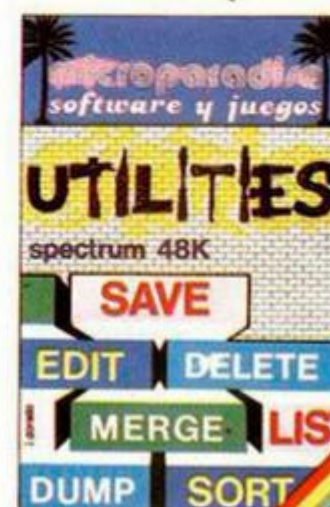 microparadise
software y juegos
UTILITIES
spectrum 48K
SAVE
EDIT DELETE
MERGE LIS
DUMP SORT